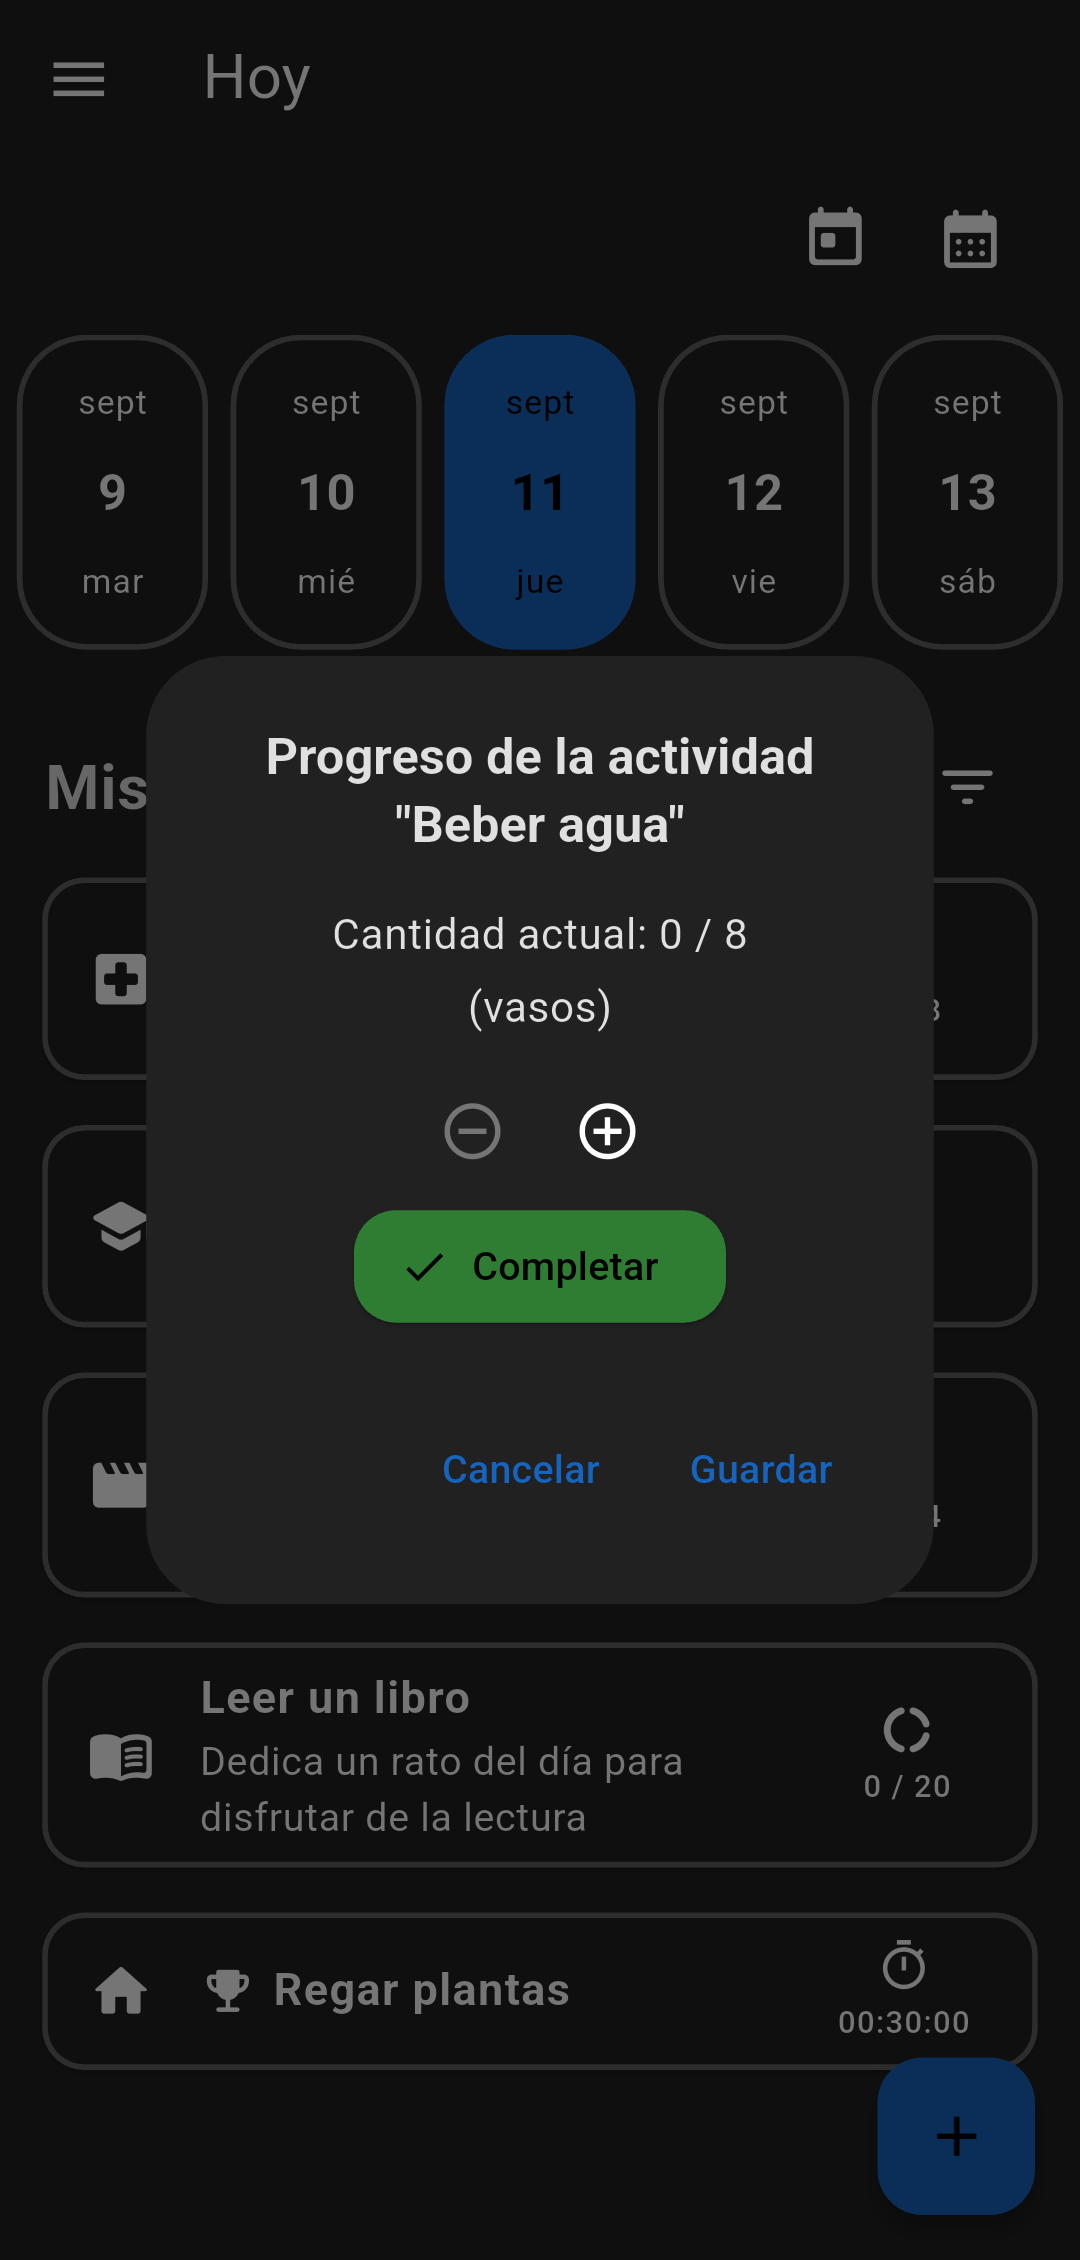 Hoy
sept
9
mar
sept
10
mié
sept
11
jue
sept
12
vie
sept
13
sáb
Mis
Progreso de la actividad
"Beber agua"
Cantidad actual: 0 / 8
(vasos)
Completar
Cancelar
Guardar
Leer un libro
Dedica un rato del día para
disfrutar de la lectura
0 / 20
Regar plantas
00:30:00